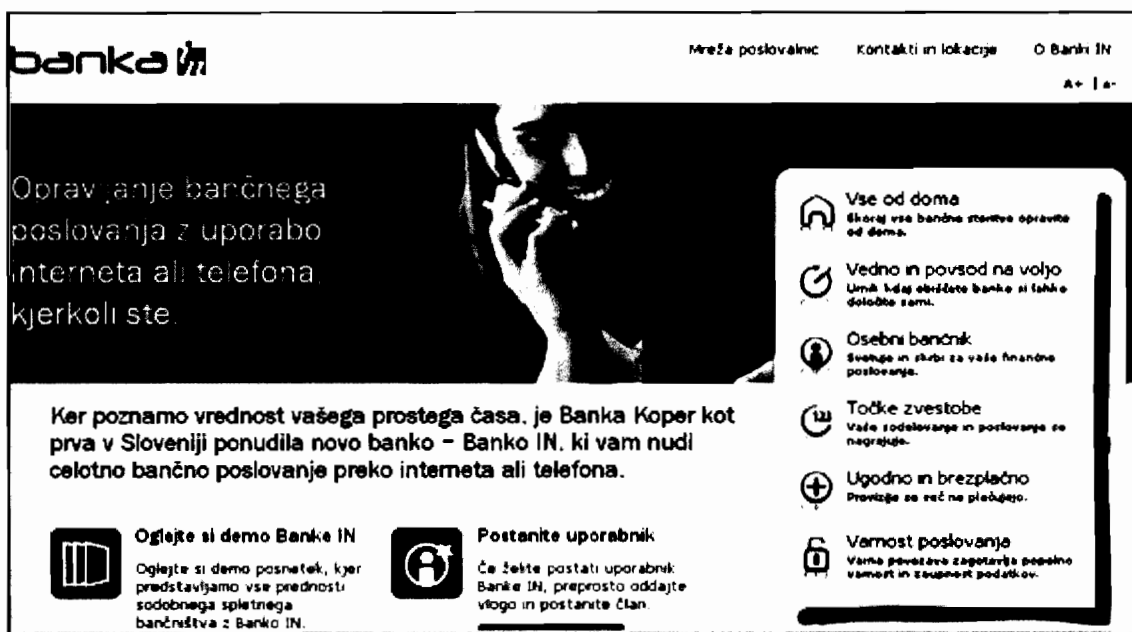 banka in
Mreža poslovalnic Kontakti in lokacije O Banki IN
A+ | a-
Opravljanje bančnega
poslovanja z uporabo
interneta ali telefona,
kjerkoli ste.
Vse od doma
Skoraj vse bančne storitve opravite
od doma.
Vedno in povsod na voljo
Urnik kdaj obiščete banko si lahko
določite sami.
Osebni bančnik
Svetuje in skrbi za vaše finančno
poslovanje.
Točke zvestobe
Vaše sodelovanje in poslovanje se
nagrajuje.
Ugodno in brezplačno
Provizije se več ne plačujejo.
Varnost poslovanja
Varna povezava zagotavlja popolno
varnost in zaupnost podatkov.
Ker poznamo vrednost vašega prostega časa, je Banka Koper kot
prva v Sloveniji ponudila novo banko – Banko IN, ki vam nudi
celotno bančno poslovanje preko interneta ali telefona.
Oglejte si demo Banke IN
Oglejte si demo posnetek, kjer
predstavljamo vse prednosti
sodobnega spletnega
bančništva z Banko IN.
Postanite uporabnik
Če želite postati uporabnik
Banke IN, preprosto oddajte
vlogo in postanite član.